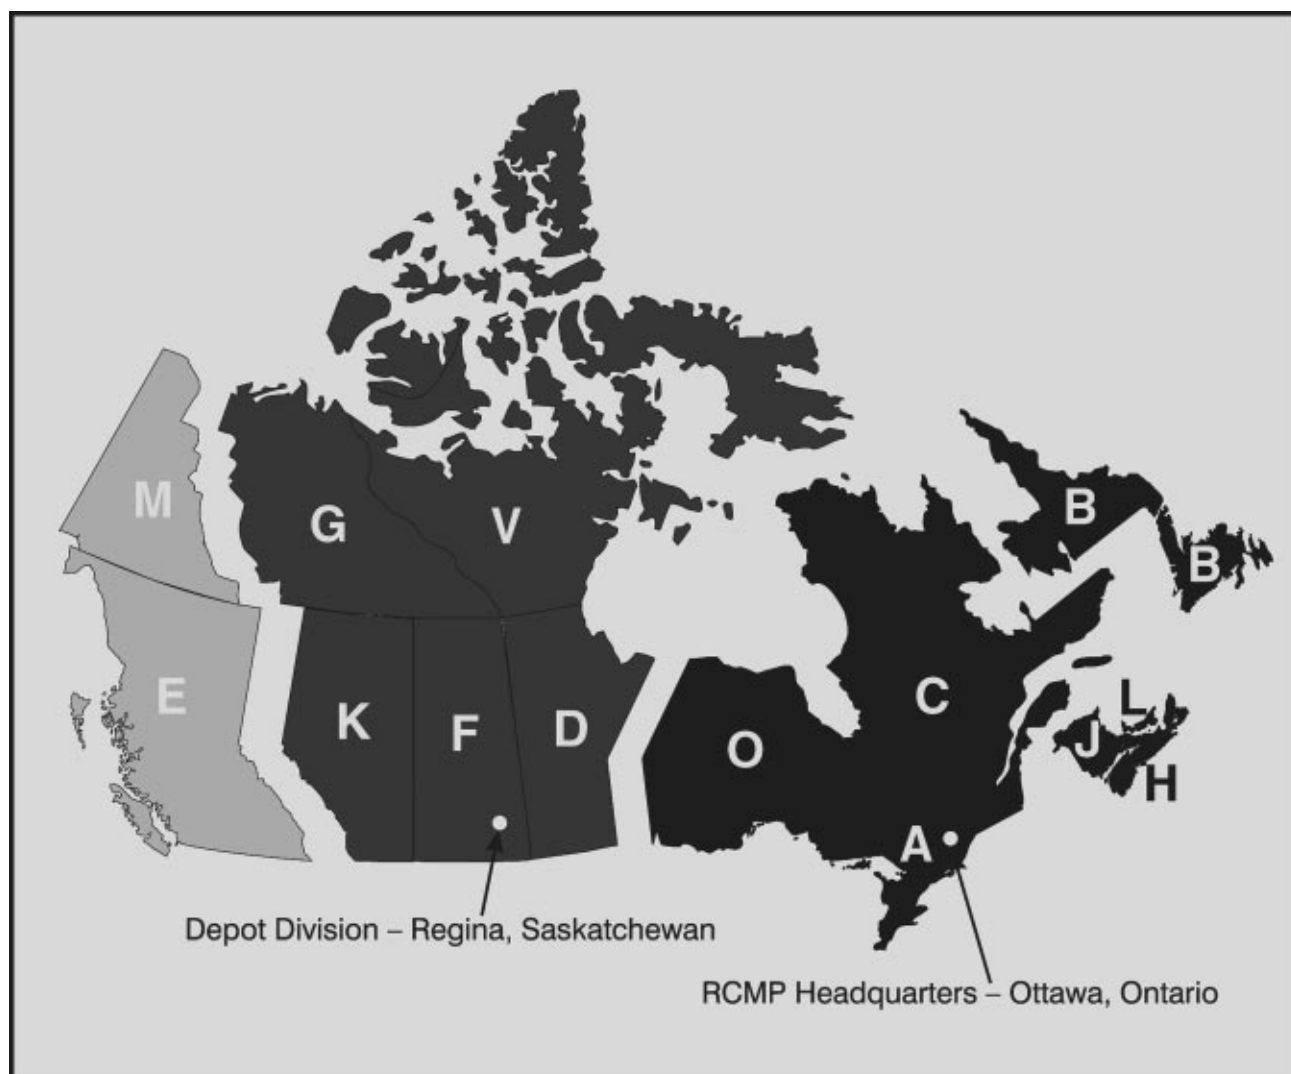 M
G
V
B
B
E
K
F
D
O
C
L
J
H
A
Depot Division – Regina, Saskatchewan
RCMP Headquarters – Ottawa, Ontario